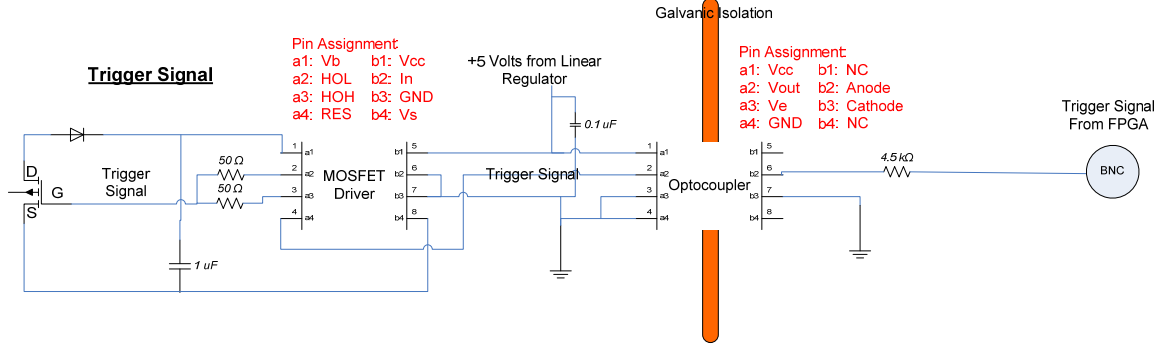 Galvanic Isolation
Trigger Signal
Pin Assignment:
a1: Vb b1: Vcc
a2: HOL b2: In
a3: HOH b3: GND
a4: RES b4: Vs
+5 Volts from Linear
Regulator
0.1 uF
Pin Assignment:
a1: Vcc b1: NC
a2: Vout b2: Anode
a3: Ve b3: Cathode
a4: GND b4: NC
Trigger Signal
From FPGA
BNC
4.5 kΩ
D
G
S
Trigger
Signal
50 Ω
50 Ω
1 uF
1 a1
2 a2
3 a3
4 a4
MOSFET
Driver
b1 5
b2 6
b3 7
b4 8
Trigger Signal
1 a1
2 a2
3 a3
4 a4
Optocoupler
b1 5
b2 6
b3 7
b4 8